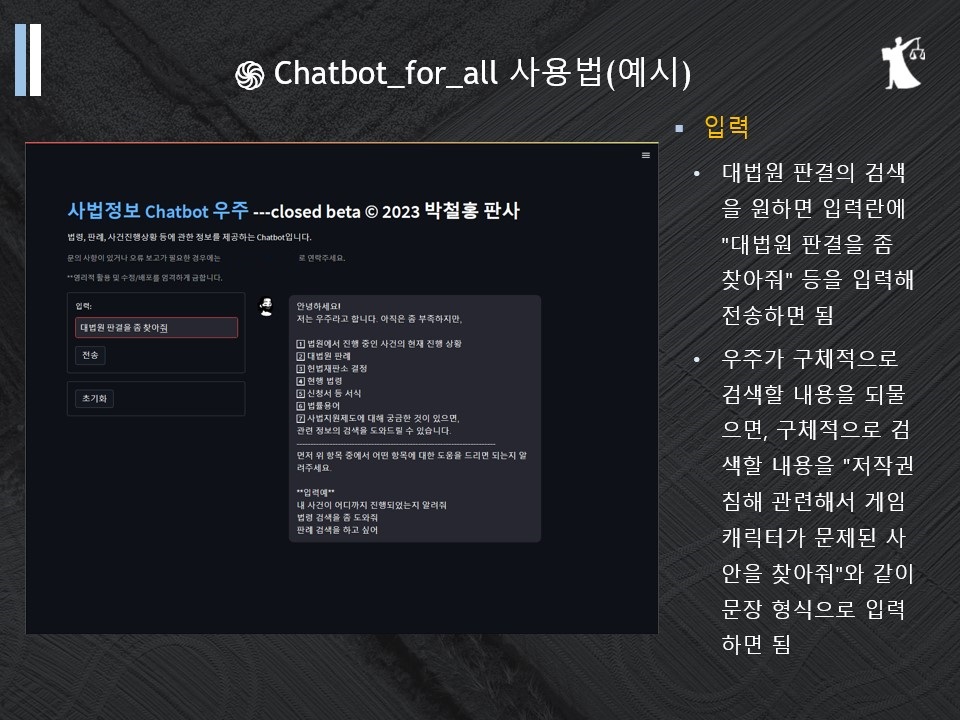 Chatbot_for_all 사용법(예시)
사법정보 Chatbot 우주 ---closed beta © 2023 박철홍 판사
법령, 판례, 사건진행상황 등에 관한 정보를 제공하는 Chatbot입니다.
문의 사항이 있거나 오류 보고가 필요한 경우에는 로 연락주세요.
**영리적 활용 및 수정/배포를 엄격하게 금합니다.
입력:
대법원 판결을 좀 찾아줘
전송
초기화
안녕하세요!
저는 우주라고 합니다. 아직은 좀 부족하지만,
1 법원에서 진행 중인 사건의 현재 진행 상황
2 대법원 판례
3 헌법재판소 결정
4 현행 법령
5 신청서 등 서식
6 법률용어
7 사법지원제도에 대해 궁금한 것이 있으면,
관련 정보의 검색을 도와드릴 수 있습니다.
먼저 위 항목 중에서 어떤 항목에 대한 도움을 드리면 되는지 알
려주세요.
**입력예**
내 사건이 어디까지 진행되었는지 알려줘
법령 검색을 좀 도와줘
판례 검색을 하고 싶어
▪ 입력
• 대법원 판결의 검색
을 원하면 입력란에
"대법원 판결을 좀
찾아줘" 등을 입력해
전송하면 됨
• 우주가 구체적으로
검색할 내용을 되물
으면, 구체적으로 검
색할 내용을 "저작권
침해 관련해서 게임
캐릭터가 문제된 사
안을 찾아줘"와 같이
문장 형식으로 입력
하면 됨